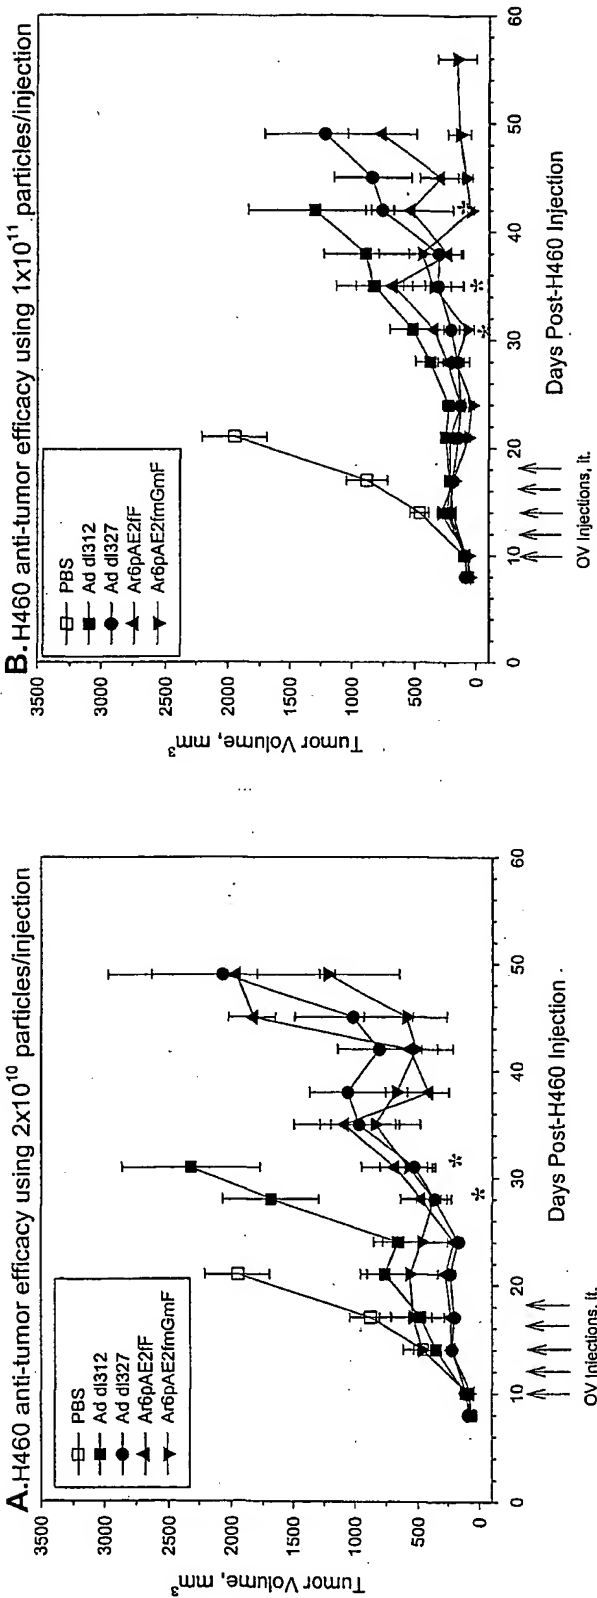 A. H460 anti-tumor efficacy using 2x10¹⁰ particles/injection
3500
3000
2500
2000
1500
1000
500
0
Tumor Volume, mm³
PBS
Ad dl312
Ad dl327
Ar6pAE2fF
Ar6pAE2fmGmF
*
*
0
10
20
30
40
50
60
OV Injections, it.
Days Post-H460 Injection
B. H460 anti-tumor efficacy using 1x10¹¹ particles/injection
3500
3000
2500
2000
1500
1000
500
0
Tumor Volume, mm³
PBS
Ad dl312
Ad dl327
Ar6pAE2fF
Ar6pAE2fmGmF
*
*
*
0
10
20
30
40
50
60
OV Injections, it.
Days Post-H460 Injection